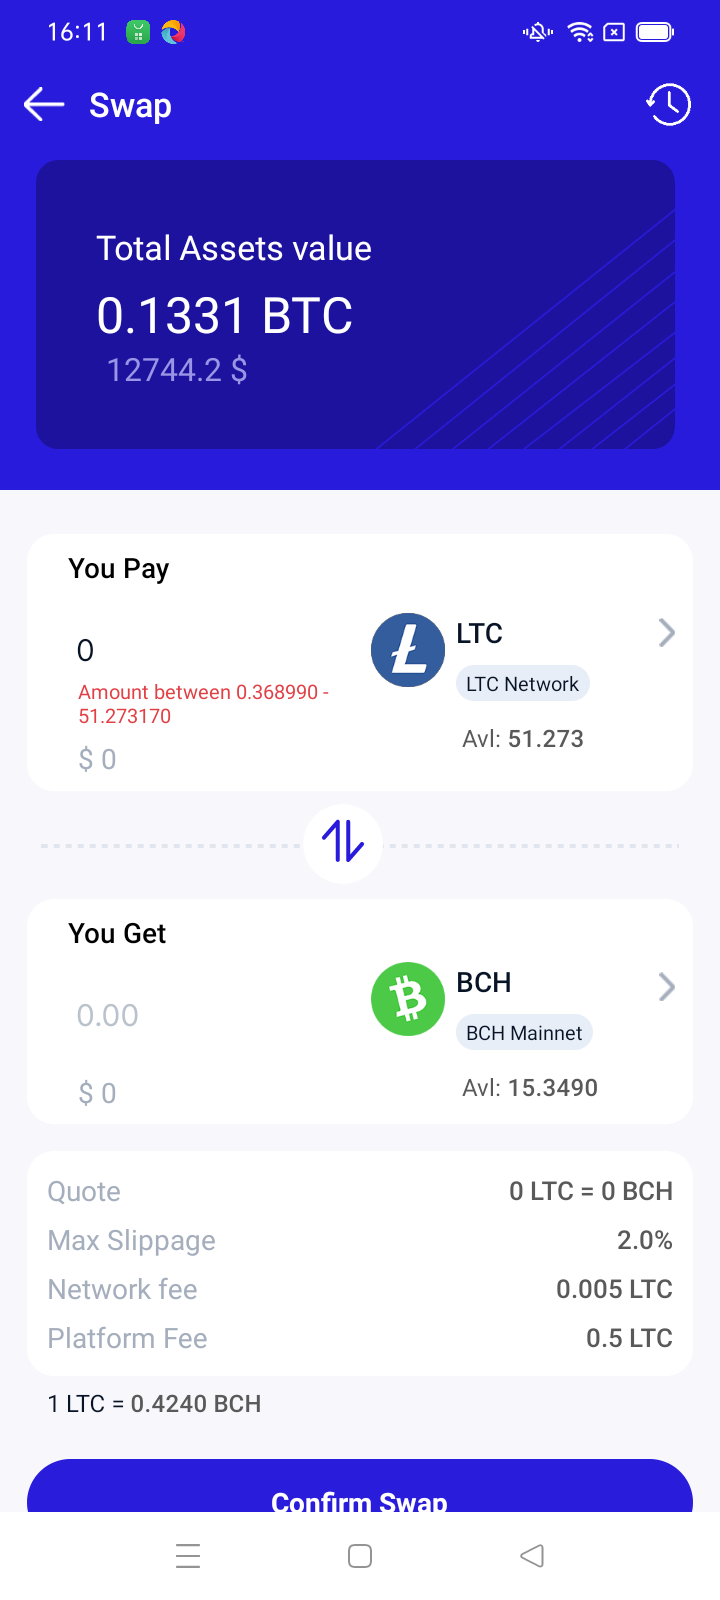 16:11
Swap
Total Assets value
0.1331 BTC
12744.2 $
You Pay
0
Amount between 0.368990 -
51.273170
$ 0
LTC
LTC Network
Avl: 51.273
You Get
0.00
$ 0
BCH
BCH Mainnet
Avl: 15.3490
Quote 0 LTC = 0 BCH
Max Slippage 2.0%
Network fee 0.005 LTC
Platform Fee 0.5 LTC
1 LTC = 0.4240 BCH
Confirm Swap